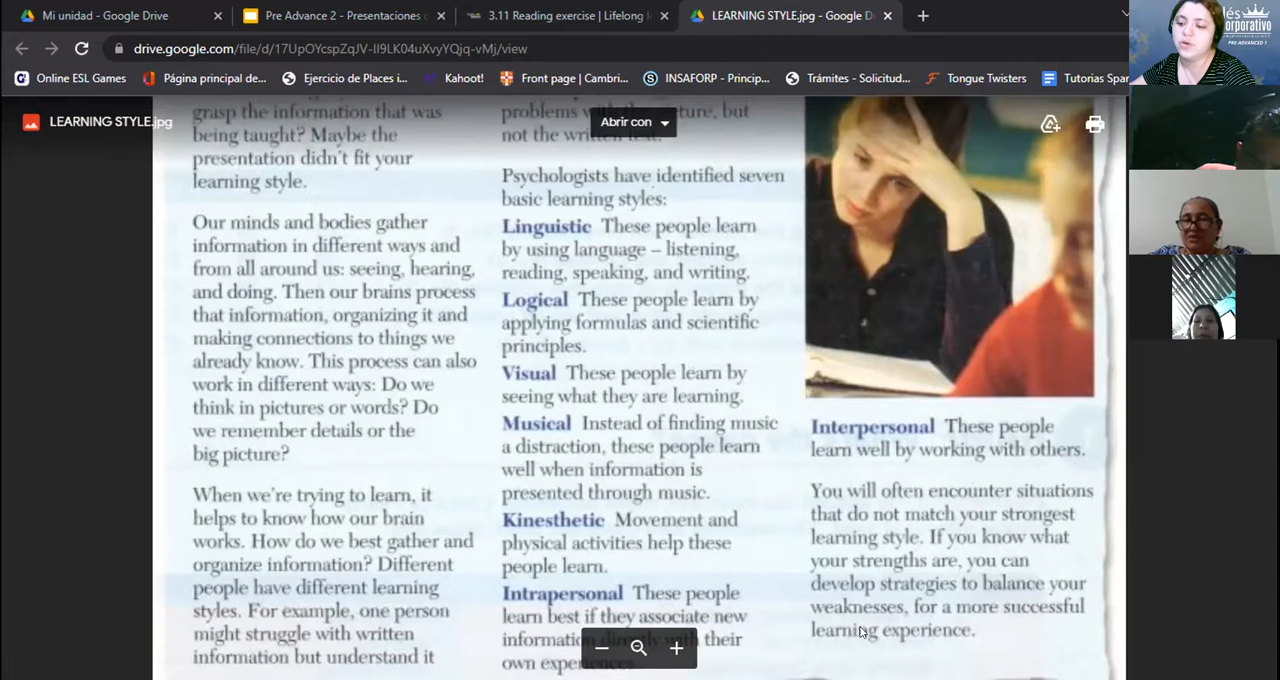 Mi unidad - Google Drive
Pre Advance 2 - Presentaciones
3.11 Reading exercise | Lifelong
LEARNING STYLE.jpg - Google D
drive.google.com/file/d/17UpOYcspZqJV-II9LK04uXvyYQjq-vMj/view
Online ESL Games
Página principal de...
Ejercicio de Places i...
Kahoot!
Front page | Cambri...
INSAFORP - Princip...
Trámites - Solicitud...
Tongue Twisters
Tutorias Spar
lés
rporativo
PRE-ADVANCED 1
LEARNING STYLE.jpg
Abrir con
grasp the information that was
being taught? Maybe the
presentation didn't fit your
learning style.
Our minds and bodies gather
information in different ways and
from all around us: seeing, hearing,
and doing. Then our brains process
that information, organizing it and
making connections to things we
already know. This process can also
work in different ways: Do we
think in pictures or words? Do
we remember details or the
big picture?
When we're trying to learn, it
helps to know how our brain
works. How do we best gather and
organize information? Different
people have different learning
styles. For example, one person
might struggle with written
information but understand it
problems but
not the
Psychologists have identified seven
basic learning styles:
Linguistic These people learn
by using language – listening,
reading, speaking, and writing.
Logical These people learn by
applying formulas and scientific
principles.
Visual These people learn by
seeing what they are learning.
Musical Instead of finding music
a distraction, these people learn
well when information is
presented through music.
Kinesthetic Movement and
physical activities help these
people learn.
Intrapersonal These people
learn best if they associate new
information directly with their
own
Interpersonal These people
learn well by working with others.
You will often encounter situations
that do not match your strongest
learning style. If you know what
your strengths are, you can
develop strategies to balance your
weaknesses, for a more successful
learning experience.